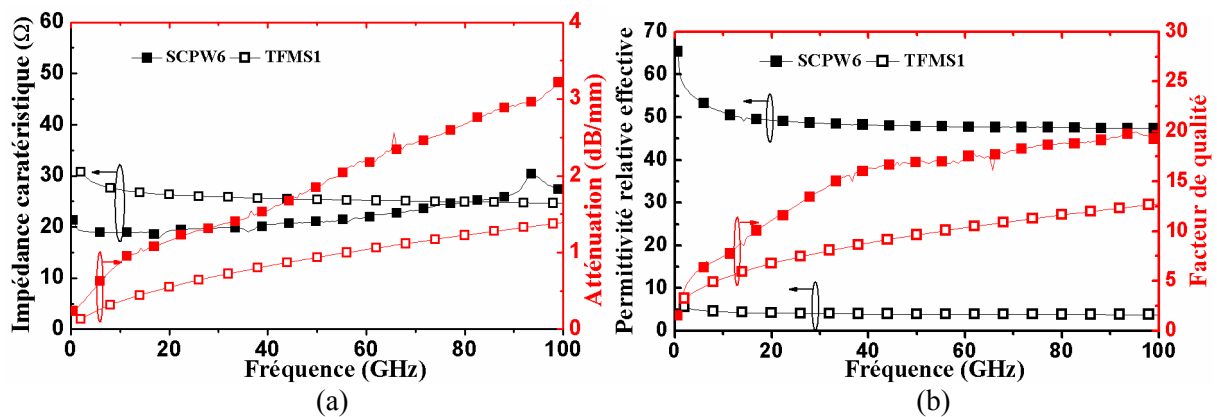 60
50
40
30
20
10
0
Impédance caratéristique (Ω)
SCPW6 TFMS1
4
3
2
1
0
Atténuation (dB/mm)
0 20 40 60 80 100
Fréquence (GHz)
(a)
70
60
50
40
30
20
10
0
Permittivité relative effective
SCPW6 TFMS1
30
25
20
15
10
5
0
Facteur de qualité
0 20 40 60 80 100
Fréquence (GHz)
(b)